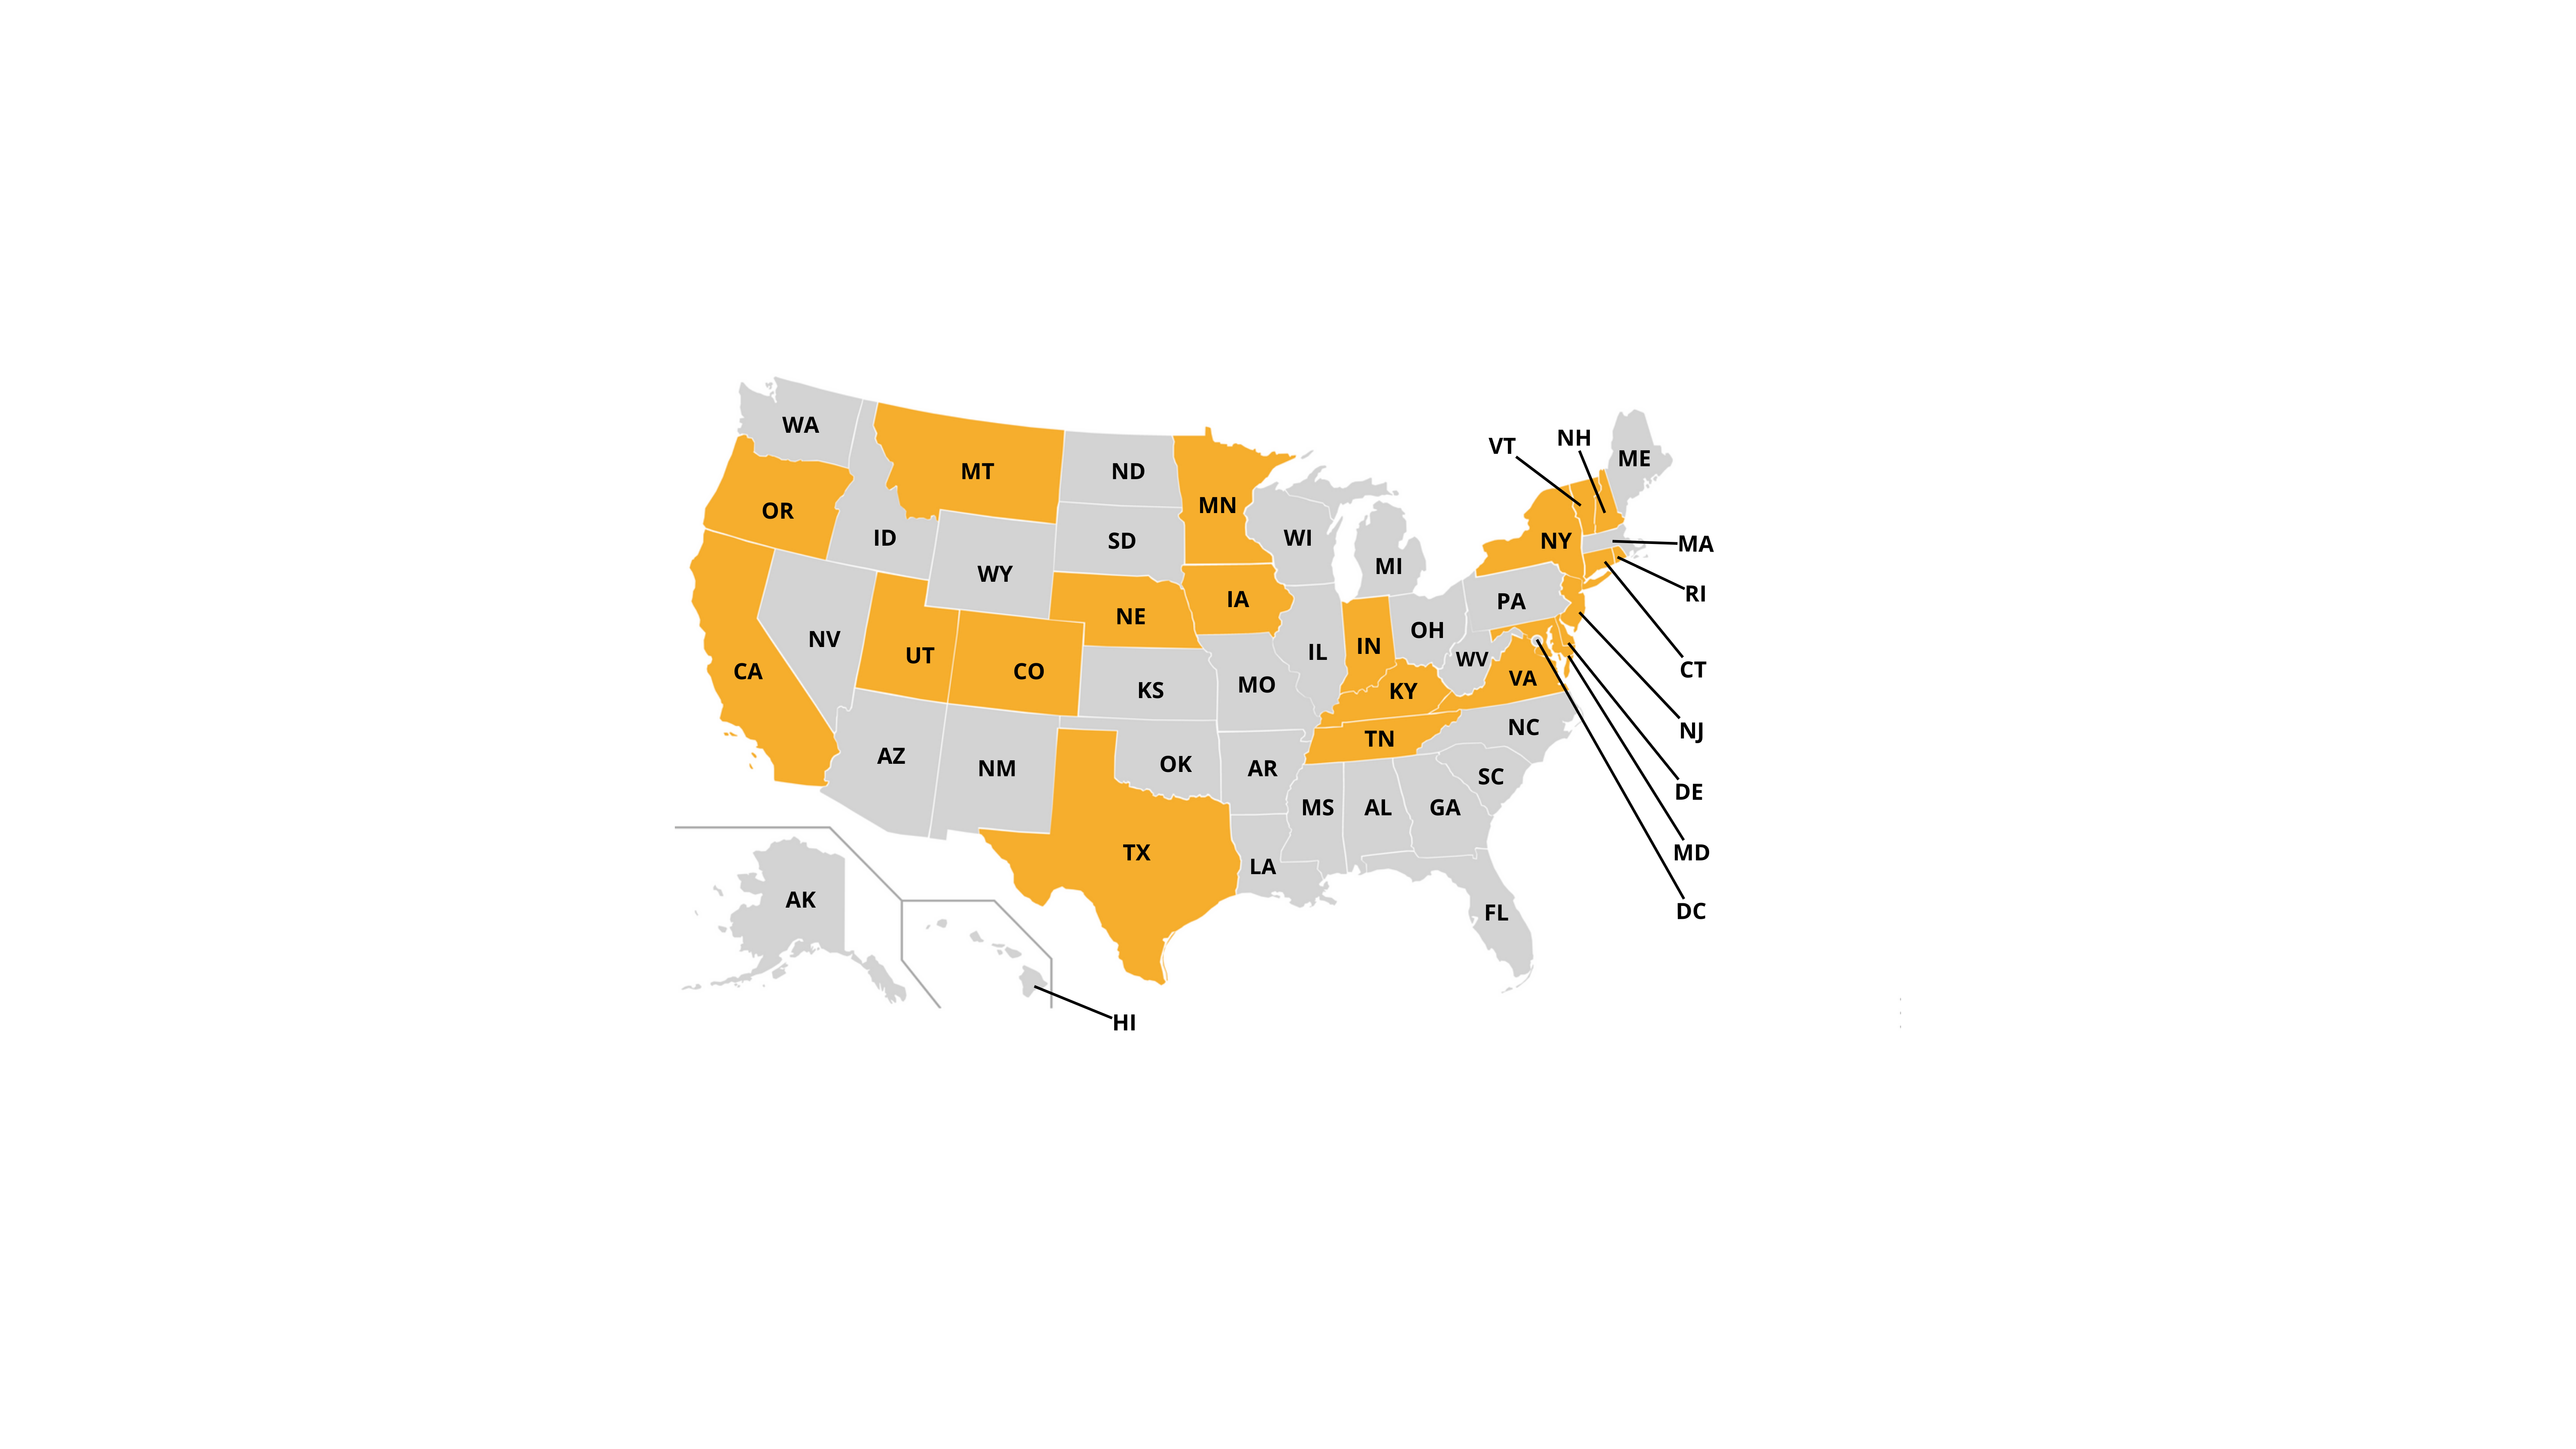 WA
MT
ND
MN
VT
NH
ME
OR
ID
SD
WI
MI
NY
MA
WY
RI
NE
IA
PA
NV
UT
CO
IL
IN
OH
WV
CT
CA
KS
MO
KY
VA
NJ
AZ
NM
OK
AR
TN
NC
SC
DE
TX
LA
MS
AL
GA
MD
AK
FL
DC
HI